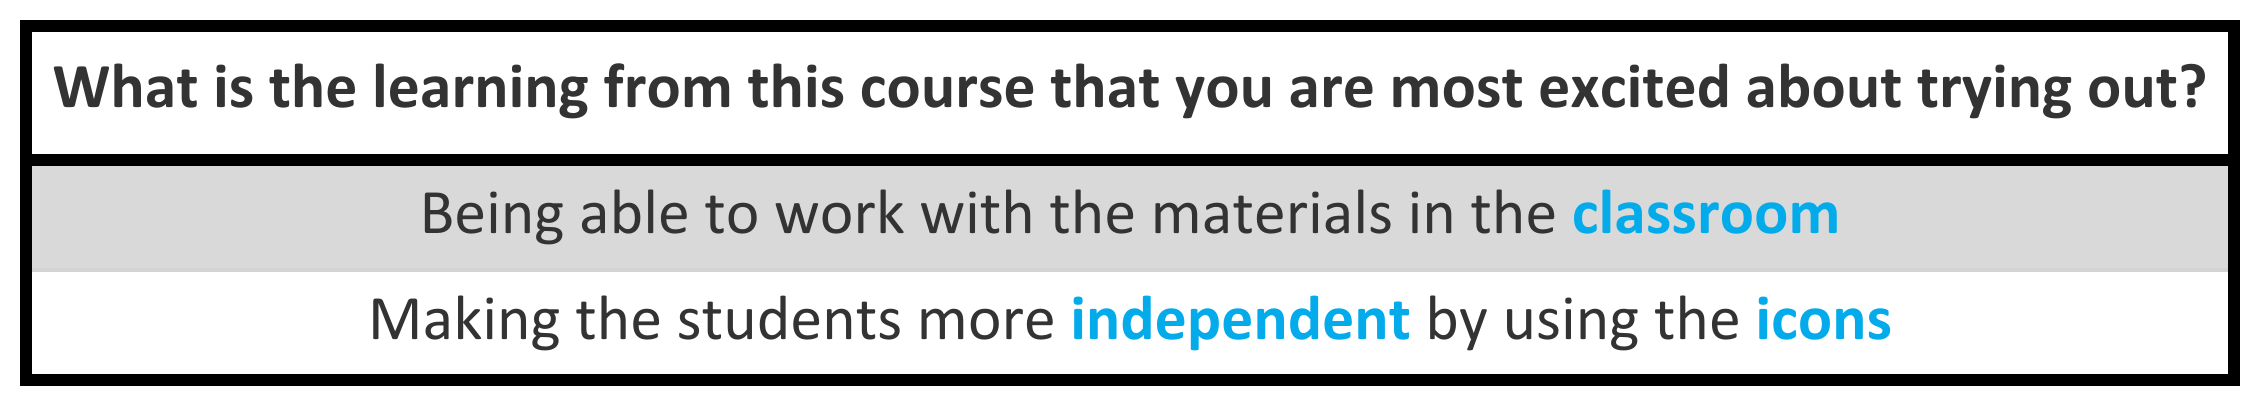 What is the learning from this course that you are most excited about trying out?
Being able to work with the materials in the classroom
Making the students more independent by using the icons